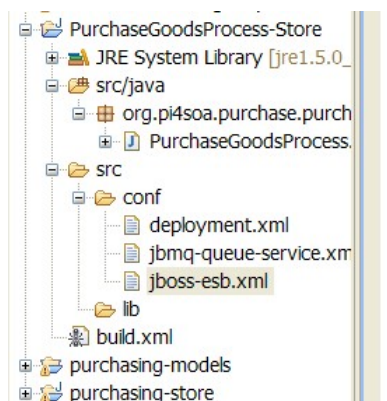 PurchaseGoodsProcess-Store
JRE System Library [jre1.5.0_
src/java
org.pi4soa.purchase.purch
PurchaseGoodsProcess.
src
conf
deployment.xml
jbmq-queue-service.xm
jboss-esb.xml
lib
build.xml
purchasing-models
purchasing-store